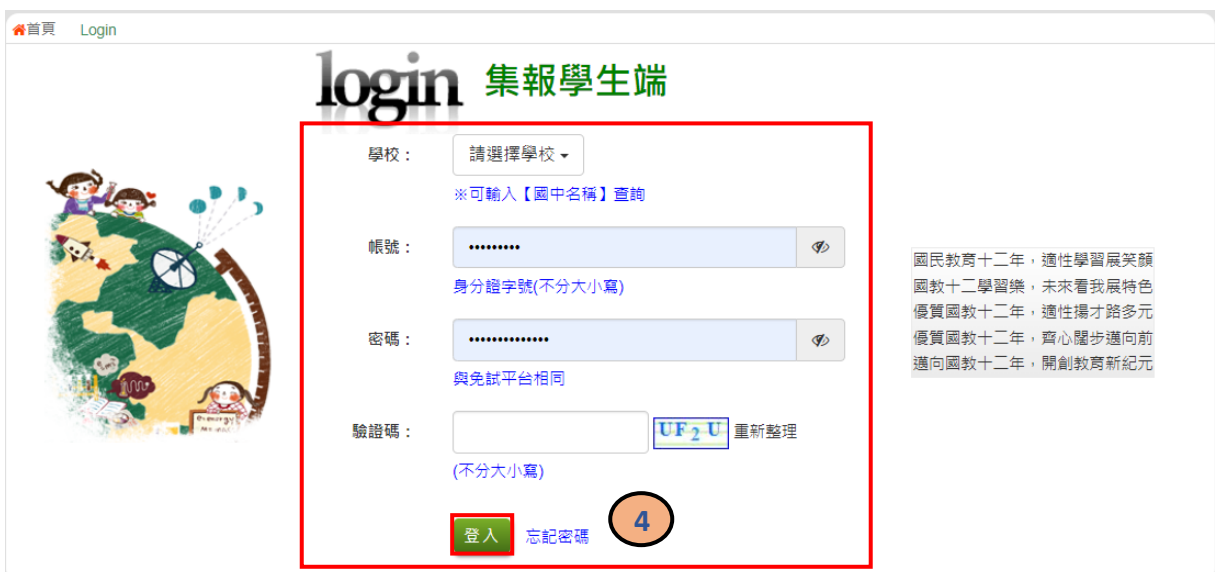 首頁 Login
login 集報學生端
學校： 請選擇學校
※可輸入【國中名稱】查詢
帳號： •••••••••
身分證字號(不分大小寫)
密碼： ••••••••••••••
與免試平台相同
驗證碼： UF2U 重新整理
(不分大小寫)
登入 忘記密碼 4
國民教育十二年，適性學習展笑顏
國教十二學習樂，未來看我展特色
優質國教十二年，適性揚才路多元
優質國教十二年，齊心闊步邁向前
邁向國教十二年，開創教育新紀元
energy